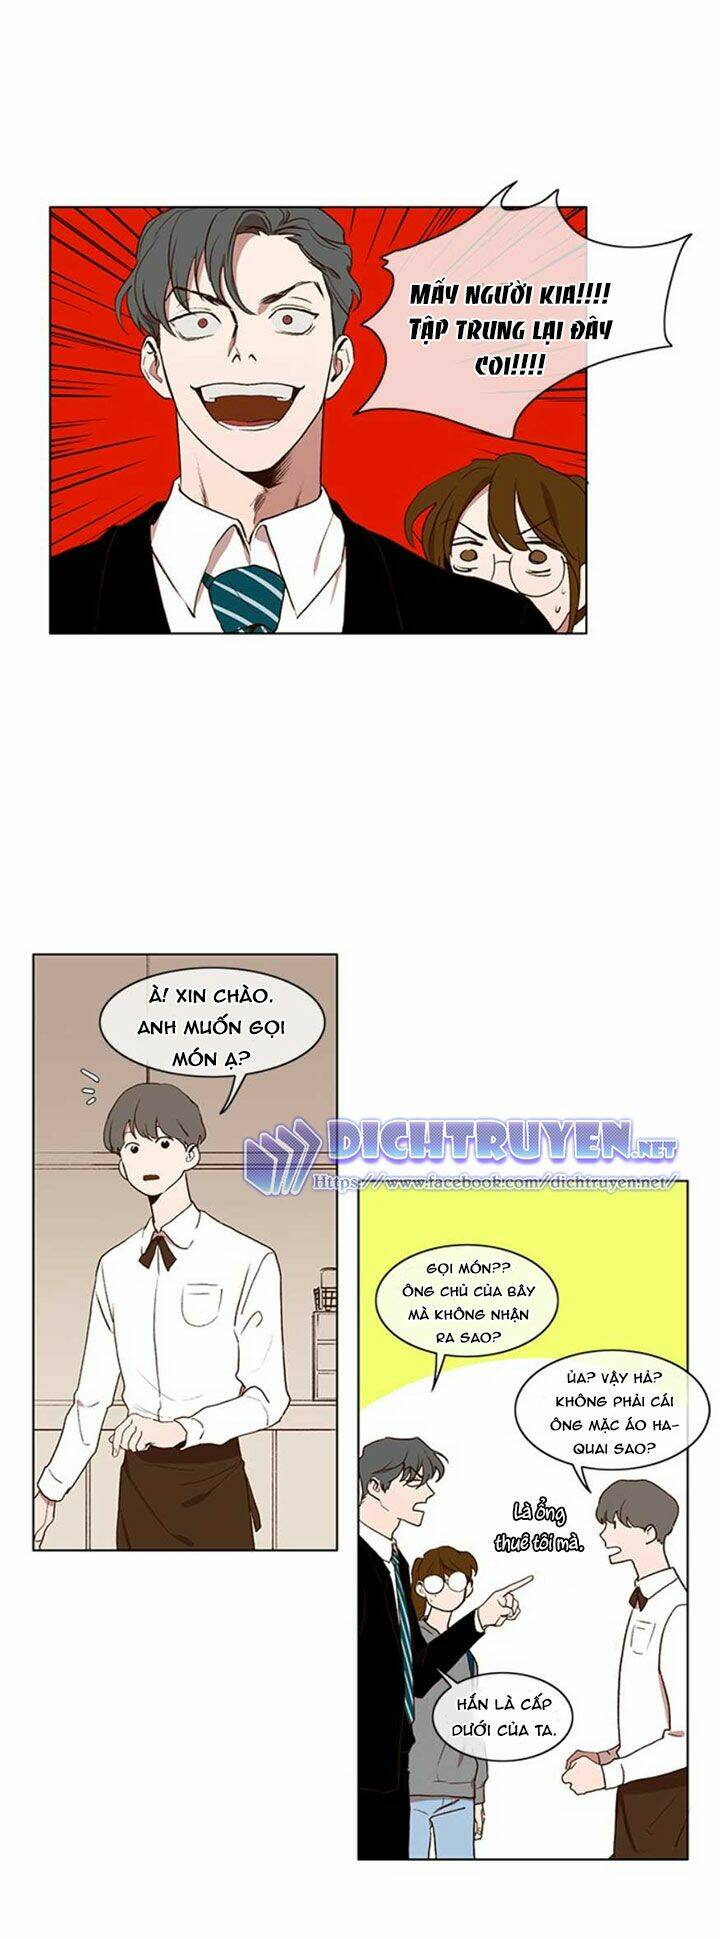 MẤY NGƯỜI KIA!!!!
TẬP TRUNG LẠI ĐÂY
COI!!!!
À! XIN CHÀO.
ANH MUỐN GỌI
MÓN Ạ?
DICHTRUYEN.NET
Https://www.facebook.com/dichtruyen.net/
GỌI MÓN??
ÔNG CHỦ CỦA BÂY
MÀ KHÔNG NHẬN
RA SAO?
ỦA? VẬY HẢ?
KHÔNG PHẢI CÁI
ÔNG MẶC ÁO HA-
QUAI SAO?
Là ổng
thuê tôi mà.
HẮN LÀ CẤP
DƯỚI CỦA TA.